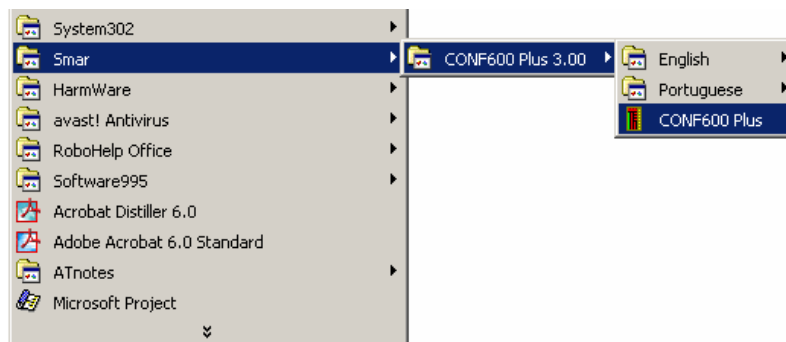 System302
Smar
CONF600 Plus 3.00
English
HarmWare
Portuguese
avast! Antivirus
CONF600 Plus
RoboHelp Office
Software995
Acrobat Distiller 6.0
Adobe Acrobat 6.0 Standard
ATnotes
Microsoft Project